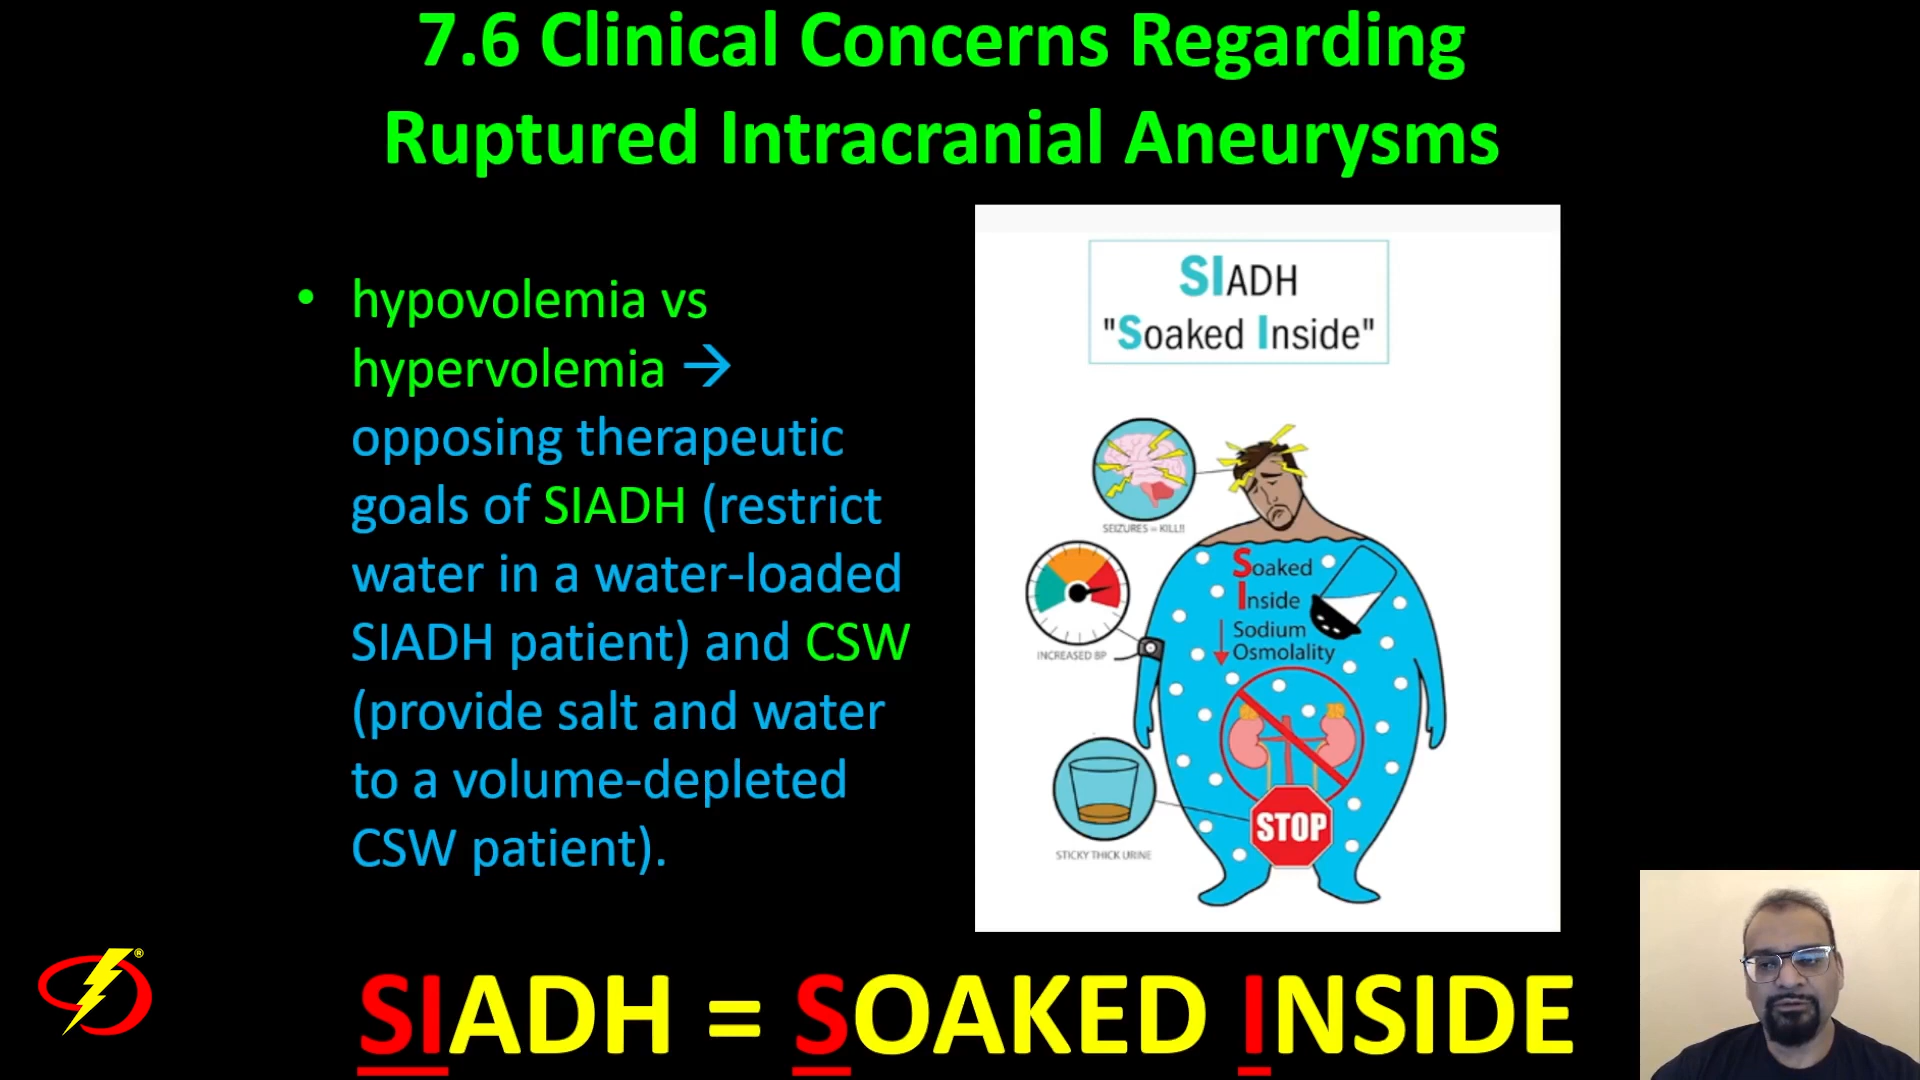 7.6 Clinical Concerns Regarding
Ruptured Intracranial Aneurysms
• hypovolemia vs
hypervolemia →
opposing therapeutic
goals of SIADH (restrict
water in a water-loaded
SIADH patient) and CSW
(provide salt and water
to a volume-depleted
CSW patient).
SIADH
"Soaked Inside"
SEIZURES = KILL!!
Soaked
Inside
↓ Sodium
Osmolality
INCREASED BP
STOP
STICKY THICK URINE
®
SIADH = SOAKED INSIDE